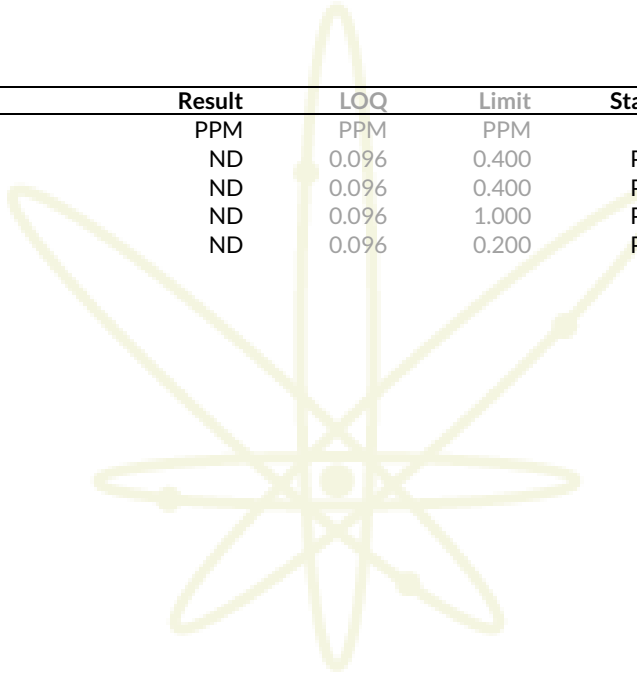 Result LOQ Limit Sta
PPM PPM PPM
ND 0.096 0.400 P
ND 0.096 0.400 P
ND 0.096 1.000 P
ND 0.096 0.200 P